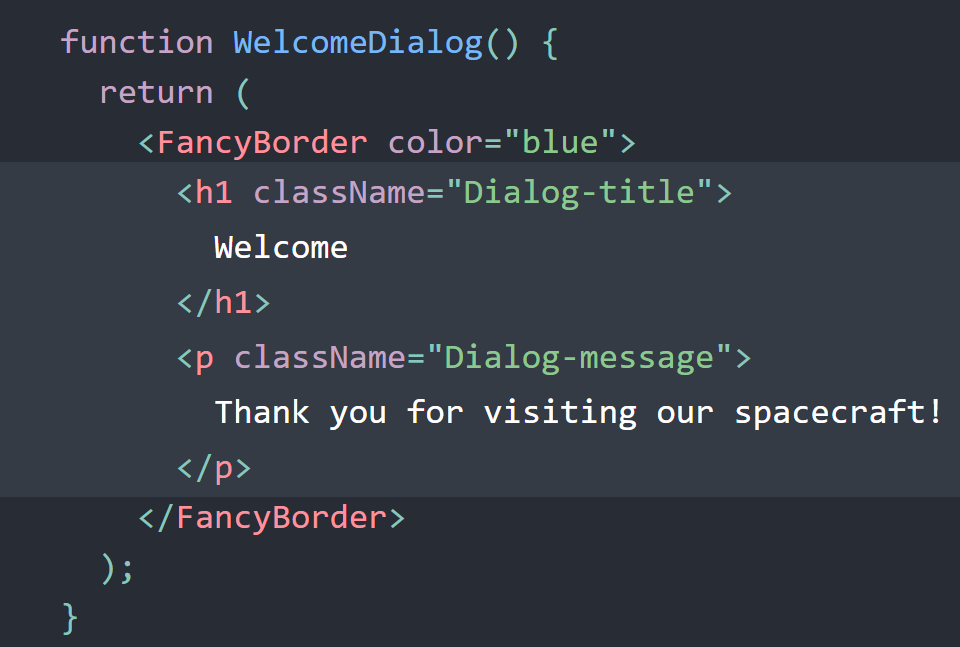 function WelcomeDialog() {
  return (
    <FancyBorder color="blue">
      <h1 className="Dialog-title">
        Welcome
      </h1>
      <p className="Dialog-message">
        Thank you for visiting our spacecraft!
      </p>
    </FancyBorder>
  );
}